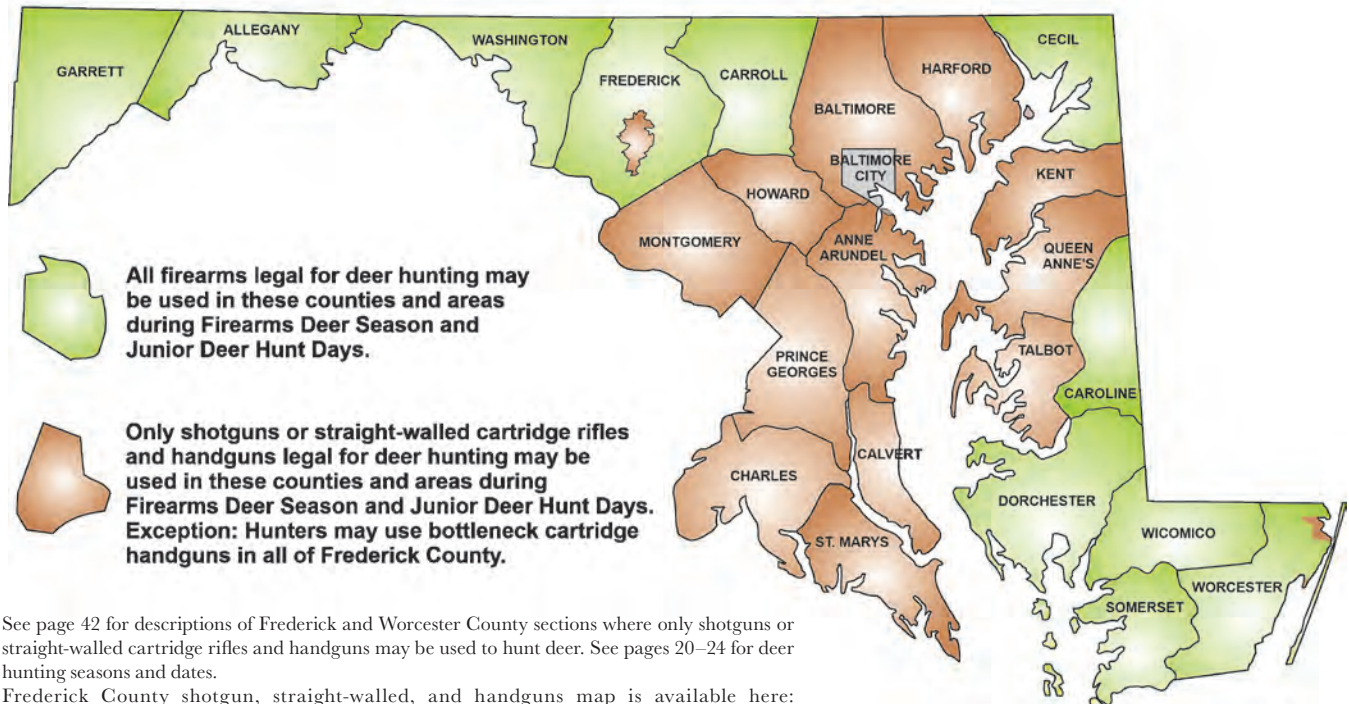 GARRETT
ALLEGANY
WASHINGTON
FREDERICK
CARROLL
BALTIMORE
HARFORD
CECIL
BALTIMORE
CITY
HOWARD
MONTGOMERY
ANNE
ARUNDEL
KENT
QUEEN
ANNE'S
TALBOT
CAROLINE
PRINCE
GEORGES
CALVERT
CHARLES
ST. MARYS
DORCHESTER
WICOMICO
SOMERSET
WORCESTER
All firearms legal for deer hunting may
be used in these counties and areas
during Firearms Deer Season and
Junior Deer Hunt Days.
Only shotguns or straight-walled cartridge rifles
and handguns legal for deer hunting may be
used in these counties and areas during
Firearms Deer Season and Junior Deer Hunt Days.
Exception: Hunters may use bottleneck cartridge
handguns in all of Frederick County.
See page 42 for descriptions of Frederick and Worcester County sections where only shotguns or
straight-walled cartridge rifles and handguns may be used to hunt deer. See pages 20–24 for deer
hunting seasons and dates.
Frederick County shotgun, straight-walled, and handguns map is available here: